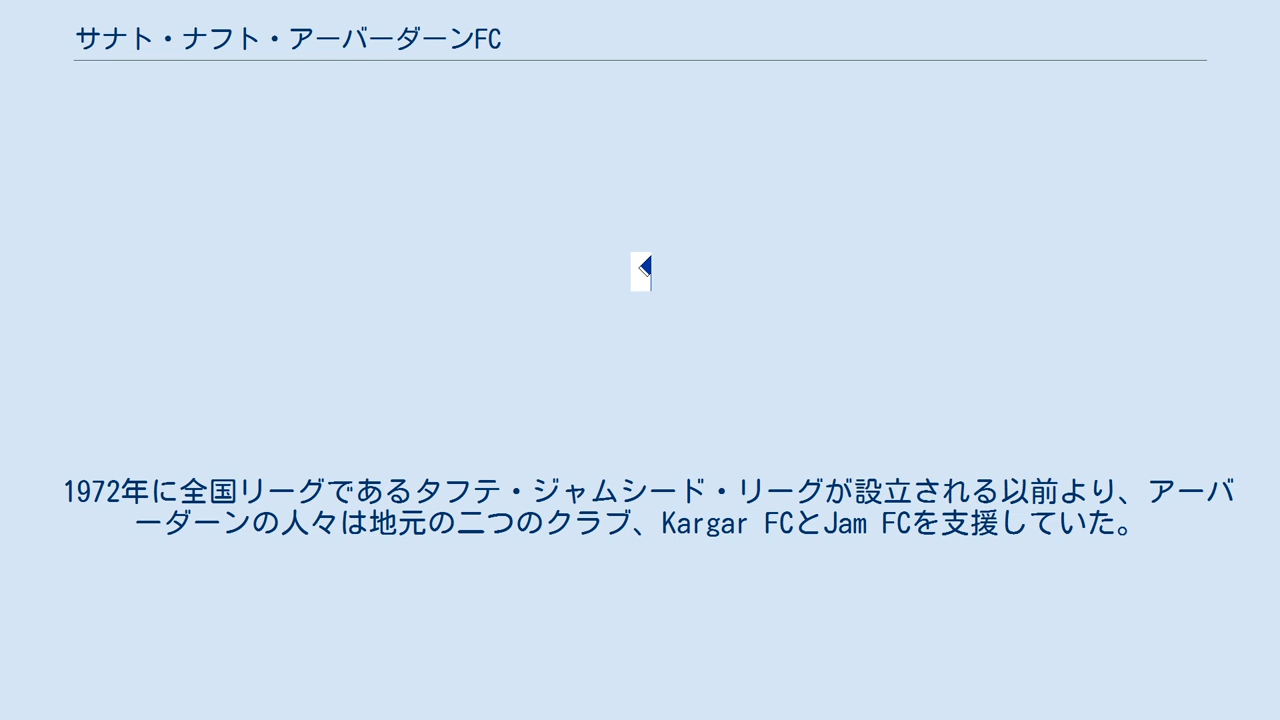 サナト・ナフト・アーバーダーンFC
1972年に全国リーグであるタフテ・ジャムシード・リーグが設立される以前より、アーバ
ーダーンの人々は地元の二つのクラブ、Kargar FCとJam FCを支援していた。